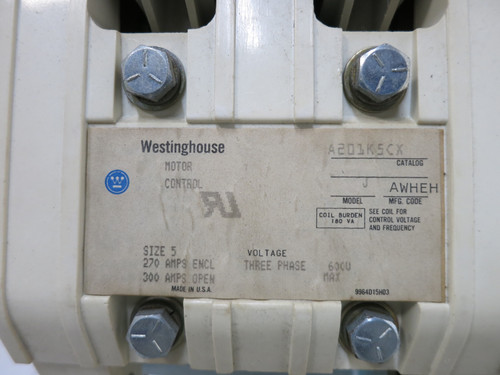 Westinghouse
MOTOR
CONTROL
A201K5CX
CATALOG
J AWHEH
MODEL MFG. CODE
COIL BURDEN
180 VA
SEE COIL FOR
CONTROL VOLTAGE
AND FREQUENCY
SIZE 5 VOLTAGE
270 AMPS ENCL THREE PHASE 600V
300 AMPS OPEN MAX
MADE IN U.S.A.
9964D15H03